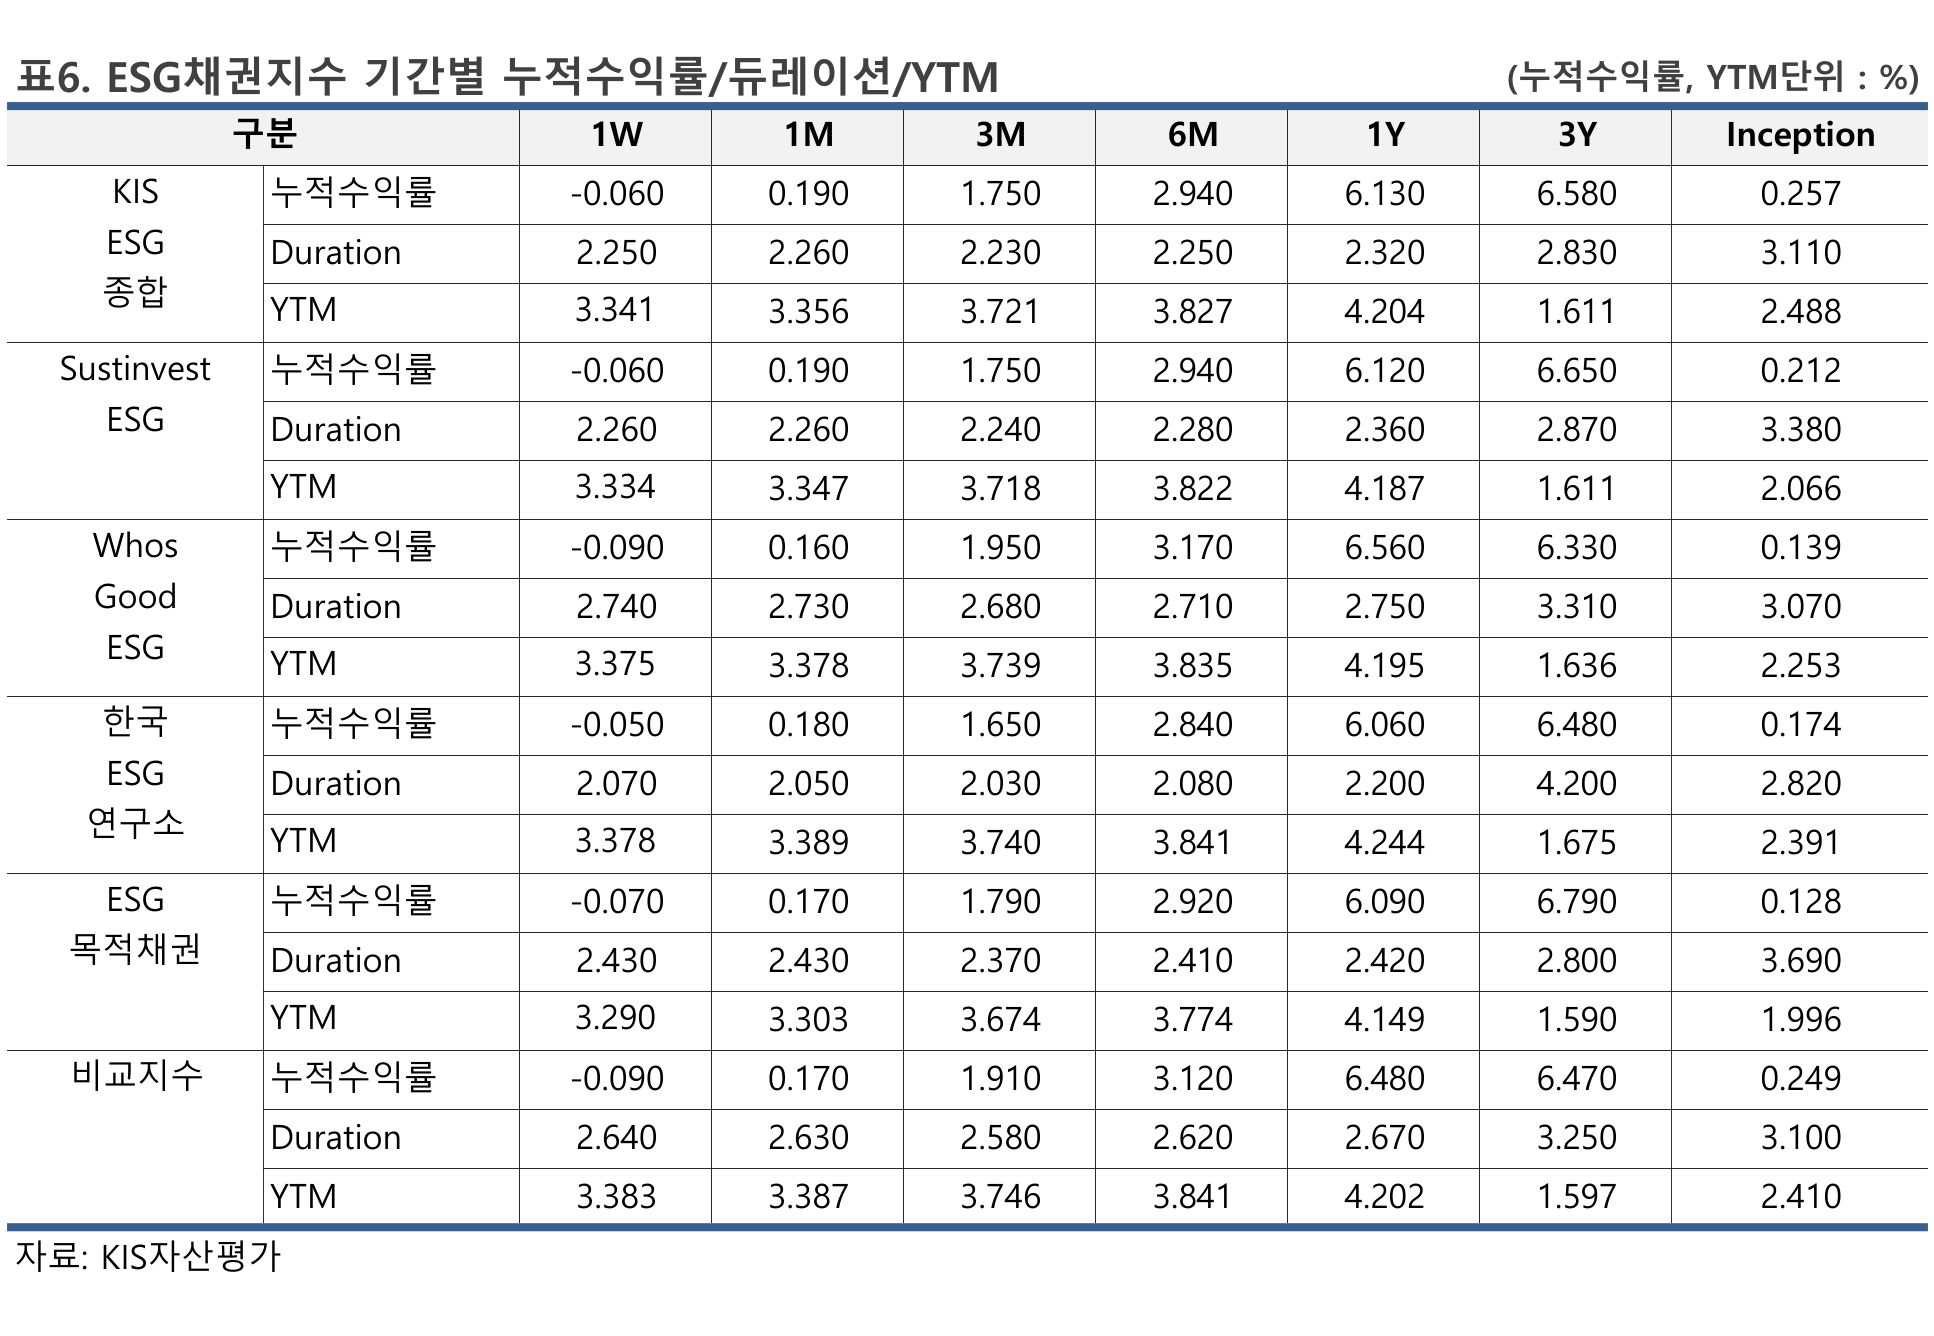 표6. ESG채권지수 기간별 누적수익률/듀레이션/YTM (누적수익률, YTM단위 : %)
구분 1W 1M 3M 6M 1Y 3Y Inception
KIS ESG 종합 누적수익률 -0.060 0.190 1.750 2.940 6.130 6.580 0.257
Duration 2.250 2.260 2.230 2.250 2.320 2.830 3.110
YTM 3.341 3.356 3.721 3.827 4.204 1.611 2.488
Sustinvest ESG 누적수익률 -0.060 0.190 1.750 2.940 6.120 6.650 0.212
Duration 2.260 2.260 2.240 2.280 2.360 2.870 3.380
YTM 3.334 3.347 3.718 3.822 4.187 1.611 2.066
Whos Good ESG 누적수익률 -0.090 0.160 1.950 3.170 6.560 6.330 0.139
Duration 2.740 2.730 2.680 2.710 2.750 3.310 3.070
YTM 3.375 3.378 3.739 3.835 4.195 1.636 2.253
한국 ESG 연구소 누적수익률 -0.050 0.180 1.650 2.840 6.060 6.480 0.174
Duration 2.070 2.050 2.030 2.080 2.200 4.200 2.820
YTM 3.378 3.389 3.740 3.841 4.244 1.675 2.391
ESG 목적채권 누적수익률 -0.070 0.170 1.790 2.920 6.090 6.790 0.128
Duration 2.430 2.430 2.370 2.410 2.420 2.800 3.690
YTM 3.290 3.303 3.674 3.774 4.149 1.590 1.996
비교지수 누적수익률 -0.090 0.170 1.910 3.120 6.480 6.470 0.249
Duration 2.640 2.630 2.580 2.620 2.670 3.250 3.100
YTM 3.383 3.387 3.746 3.841 4.202 1.597 2.410
자료: KIS자산평가